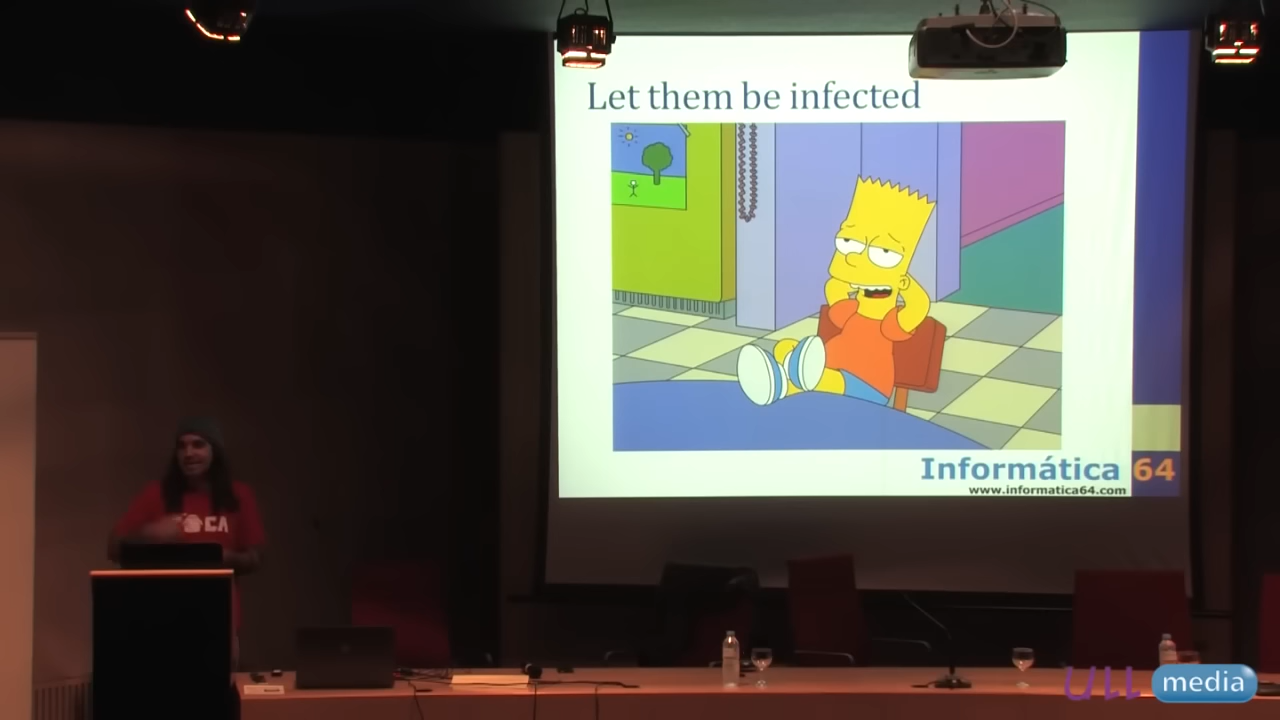 Let them be infected
Informática 64
www.informatica64.com
ULL media